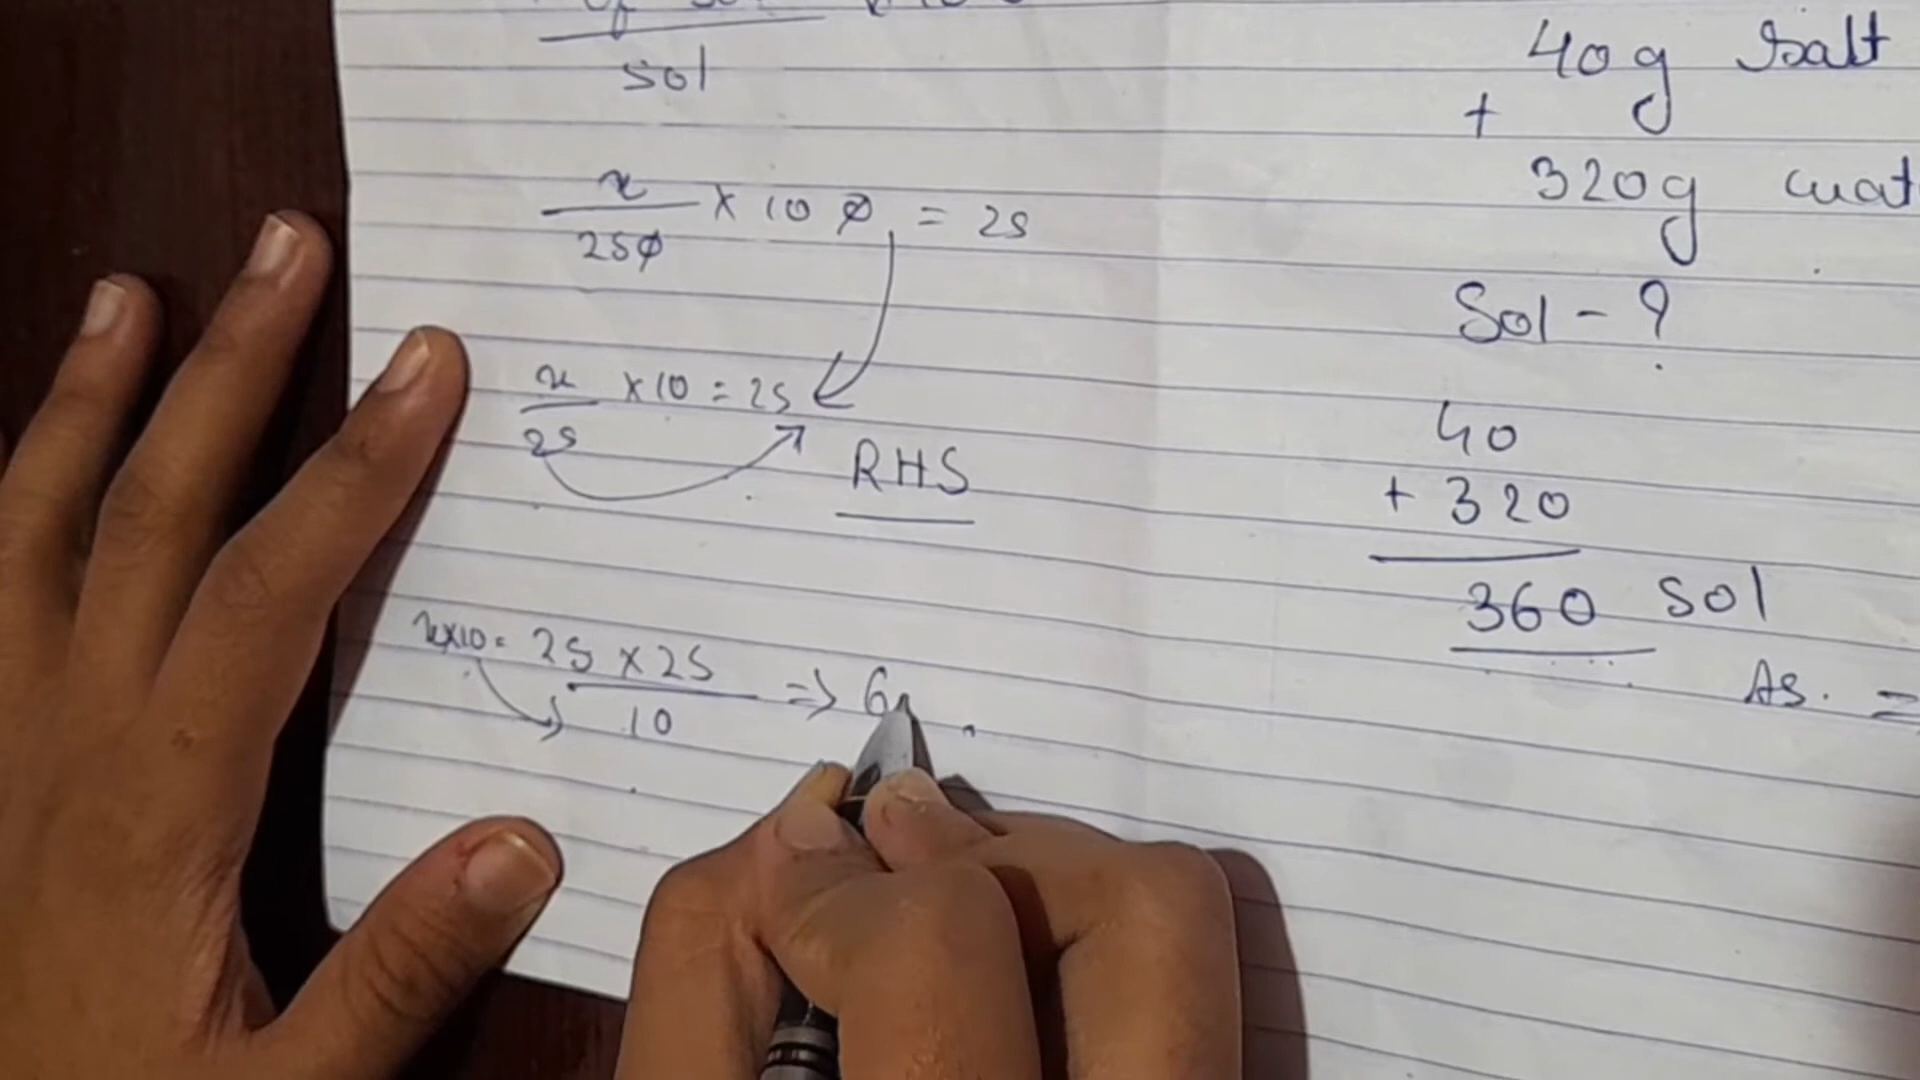 sol
x/250 × 100 = 25
x/25 × 10 = 25
RHS
x×10 = 25 × 25/10 => 6
40g Salt
+
320g wat
Sol - ?
40
+ 320
360 sol
As. =